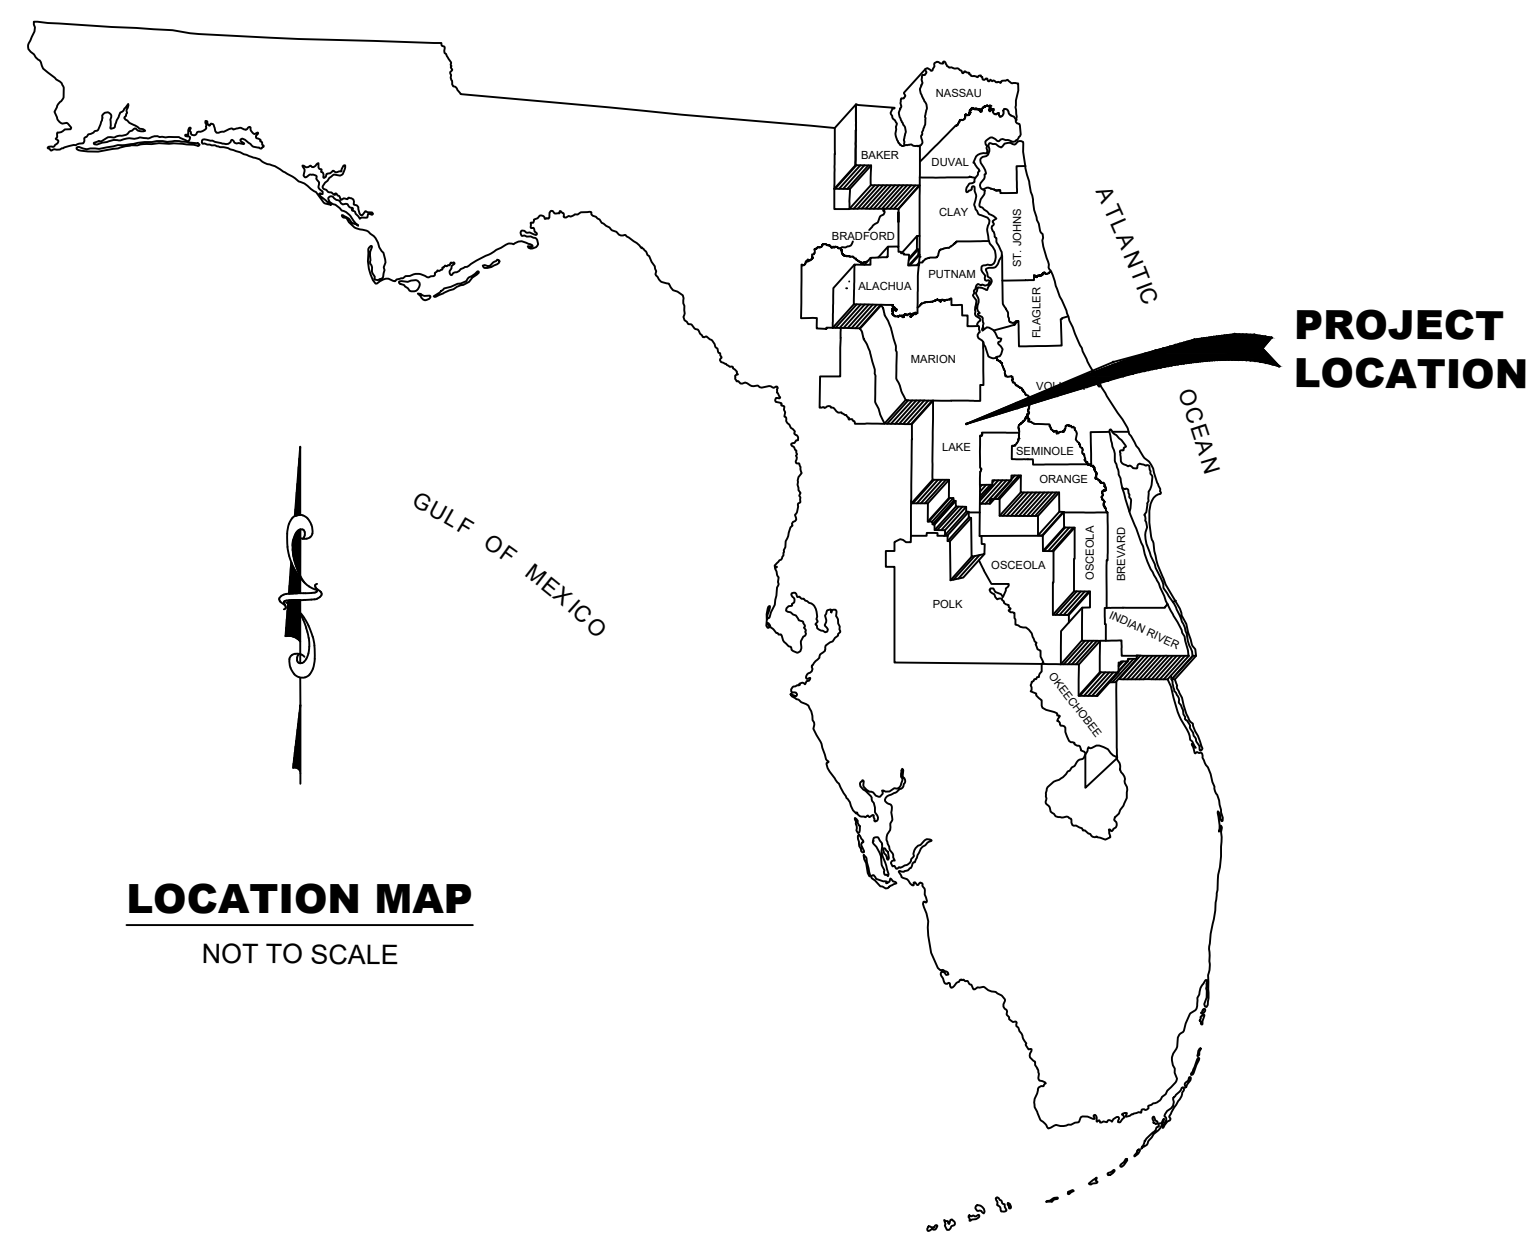 NASSAU
BAKER
DUVAL
CLAY
ST. JOHNS
BRADFORD
PUTNAM
ALACHUA
FLAGLER
MARION
ATLANTIC
OCEAN
PROJECT
LOCATION
LAKE
SEMINOLE
ORANGE
OSCEOLA
BREVARD
OSCEOLA
POLK
INDIAN RIVER
OKEECHOBEE
GULF OF MEXICO
LOCATION MAP
NOT TO SCALE